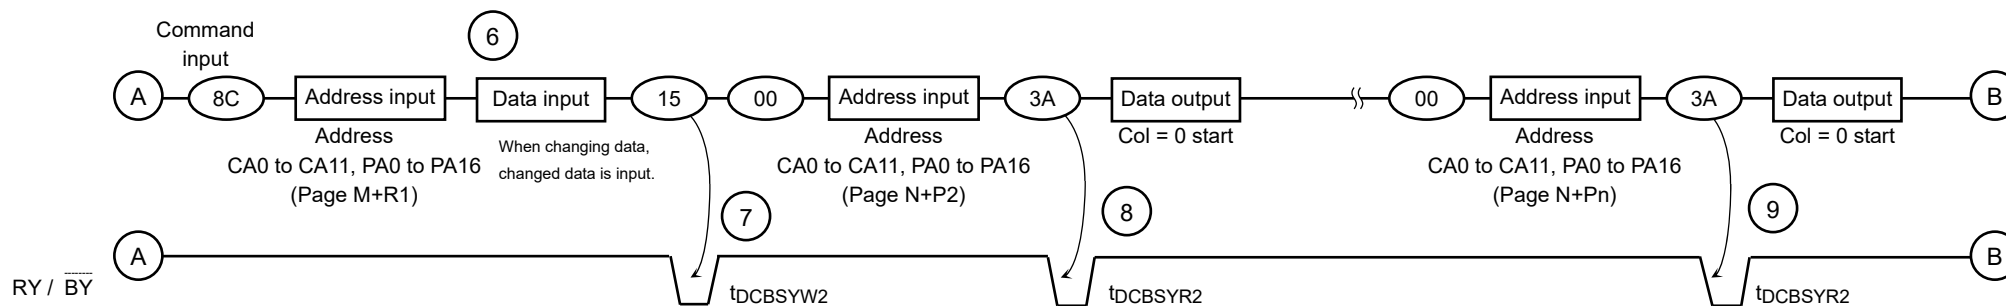 Command
input
6
A 8C Address input Data input 15 00 Address input 3A Data output 00 Address input 3A Data output B
Address When changing data, Address Col = 0 start Address Col = 0 start
CA0 to CA11, PA0 to PA16 changed data is input. CA0 to CA11, PA0 to PA16 CA0 to CA11, PA0 to PA16
(Page M+R1) (Page N+P2) (Page N+Pn)
7 8 9
A B
RY / BY tDCBSYW2 tDCBSYR2 tDCBSYR2